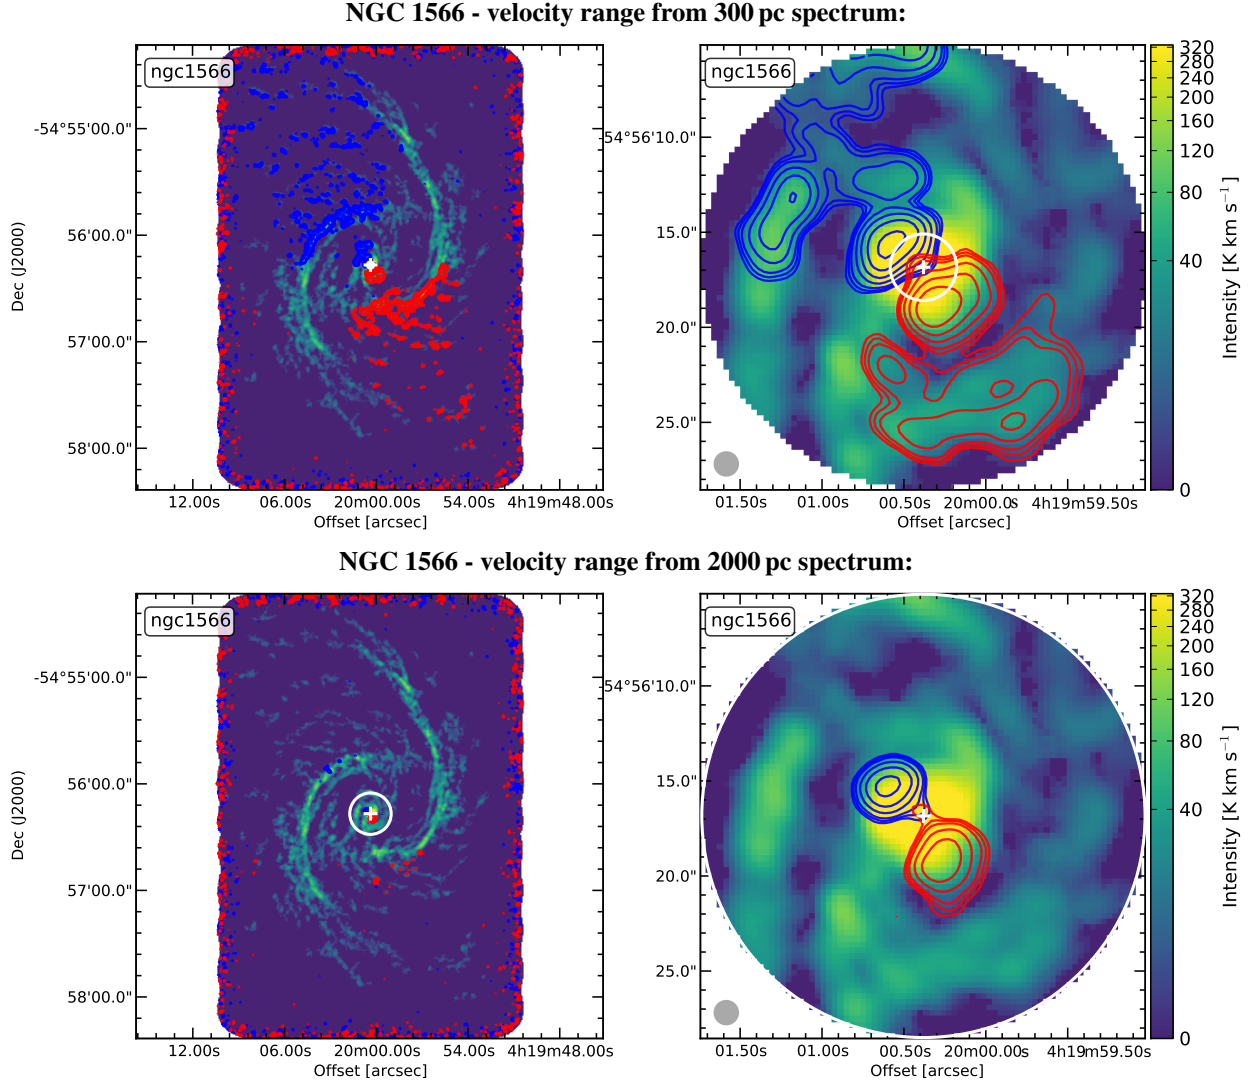 NGC 1566 - velocity range from 300 pc spectrum:
ngc1566
-54°55'00.0"
56'00.0"
57'00.0"
58'00.0"
Dec (J2000)
12.00s 06.00s 20m00.00s 54.00s 4h19m48.00s
Offset [arcsec]
ngc1566
54°56'10.0"
15.0"
20.0"
25.0"
01.50s 01.00s 00.50s 20m00.00s 4h19m59.50s
Offset [arcsec]
320
280
240
200
160
120
80
40
0
Intensity [K km s⁻¹]
NGC 1566 - velocity range from 2000 pc spectrum:
ngc1566
-54°55'00.0"
56'00.0"
57'00.0"
58'00.0"
Dec (J2000)
12.00s 06.00s 20m00.00s 54.00s 4h19m48.00s
Offset [arcsec]
ngc1566
54°56'10.0"
15.0"
20.0"
25.0"
01.50s 01.00s 00.50s 20m00.00s 4h19m59.50s
Offset [arcsec]
320
280
240
200
160
120
80
40
0
Intensity [K km s⁻¹]